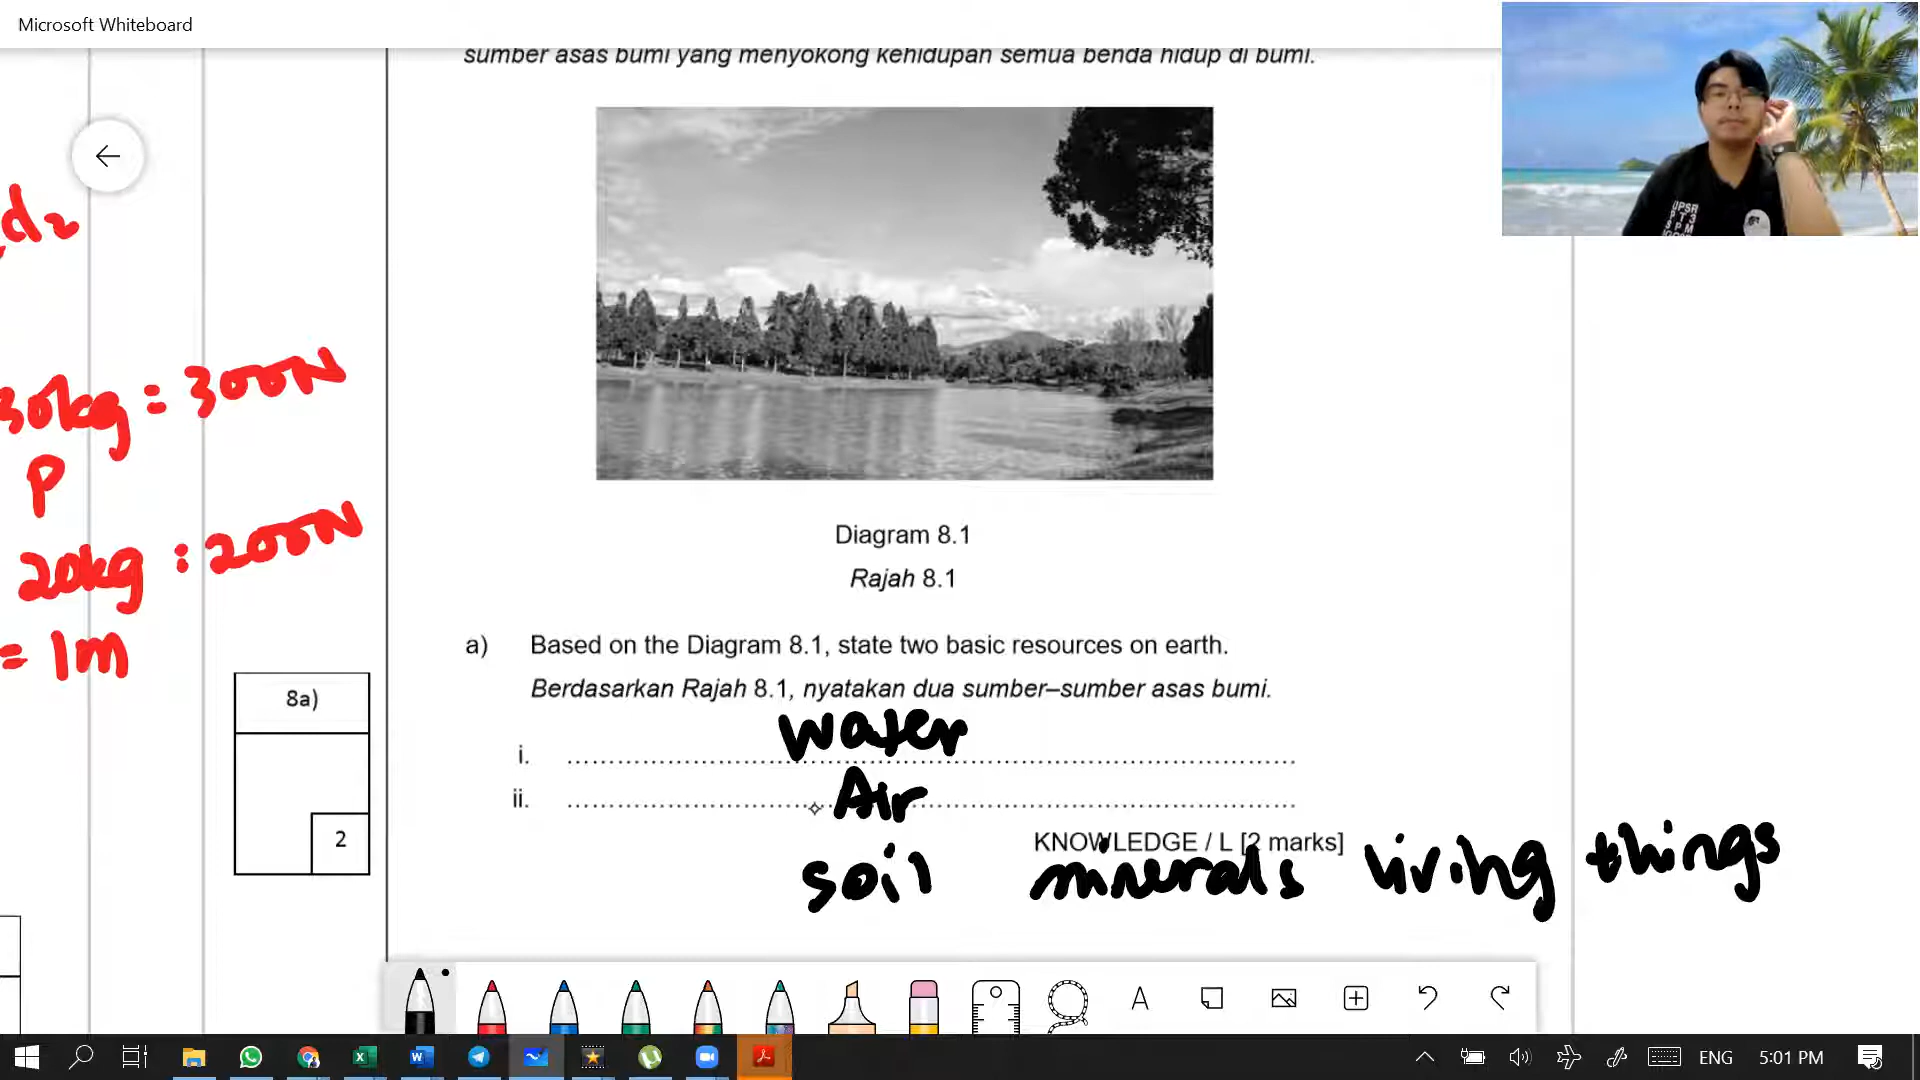 Microsoft Whiteboard
sumber asas bumi yang menyokong kehidupan semua benda hidup di bumi.
d2
30kg = 300N
P
20kg : 200N
= 1m
Diagram 8.1
Rajah 8.1
a) Based on the Diagram 8.1, state two basic resources on earth.
Berdasarkan Rajah 8.1, nyatakan dua sumber–sumber asas bumi.
8a)
2
i. water
ii. Air
KNOWLEDGE / L [2 marks]
soil minerals living things
ENG 5:01 PM